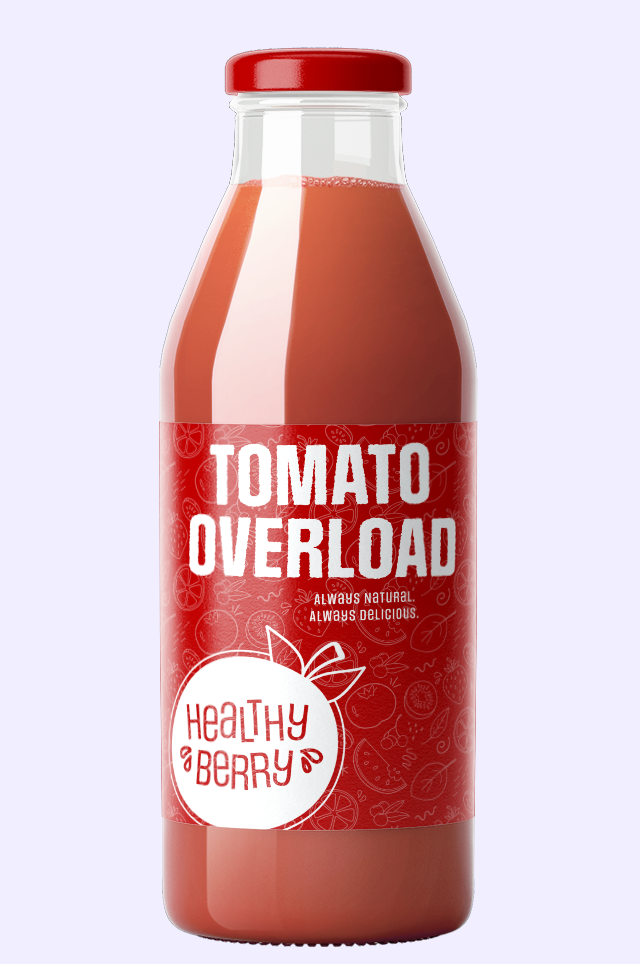 TOMATO
OVERLOAD
ALWAYS NATURAL.
ALWAYS DELICIOUS.
HEALTHY
BERRY